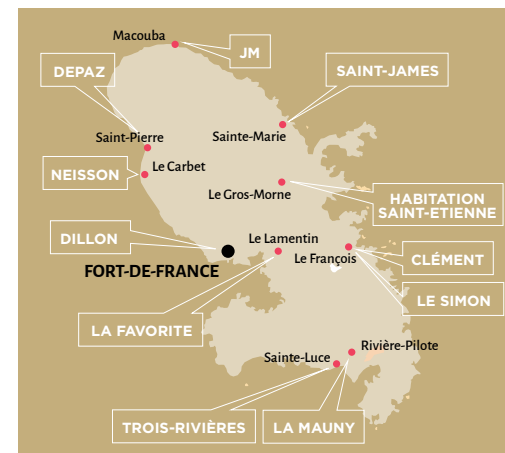 Macouba
JM
DEPAZ
SAINT-JAMES
Saint-Pierre
Sainte-Marie
Le Carbet
NEISSON
Le Gros-Morne
HABITATION
SAINT-ETIENNE
DILLON
Le Lamentin
Le François
CLÉMENT
FORT-DE-FRANCE
LE SIMON
LA FAVORITE
Rivière-Pilote
Sainte-Luce
TROIS-RIVIÈRES
LA MAUNY